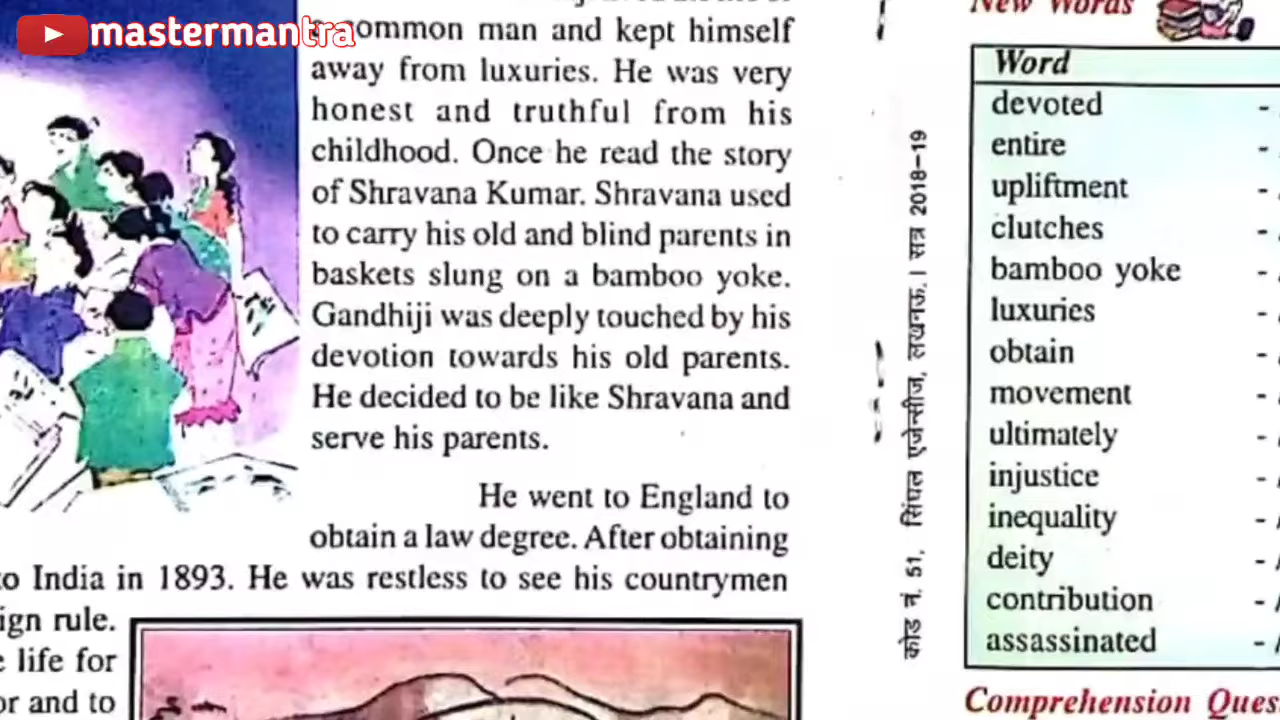 mastermantra
common man and kept himself
away from luxuries. He was very
honest and truthful from his
childhood. Once he read the story
of Shravana Kumar. Shravana used
to carry his old and blind parents in
baskets slung on a bamboo yoke.
Gandhiji was deeply touched by his
devotion towards his old parents.
He decided to be like Shravana and
serve his parents.
He went to England to
obtain a law degree. After obtaining
to India in 1893. He was restless to see his countrymen
ign rule.
life for
or and to
कोड नं. 51, सिंघल एजेन्सीज, लखनऊ. । सत्र 2018–19
New Words
Word
devoted -
entire -
upliftment -
clutches -
bamboo yoke -
luxuries -
obtain -
movement -
ultimately -
injustice -
inequality -
deity -
contribution -
assassinated -
Comprehension Ques